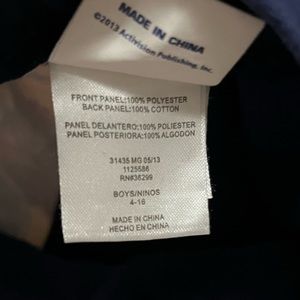 MADE IN CHINA
©2013 Activision Publishing, Inc.
FRONT PANEL:100% POLYESTER
BACK PANEL:100% COTTON
PANEL DELANTERO:100% POLIESTER
PANEL POSTERIORA:100% ALGODON
31435 MG 05/13
1125586
RN#36299
BOYS/NINOS
4-16
MADE IN CHINA
HECHO EN CHINA